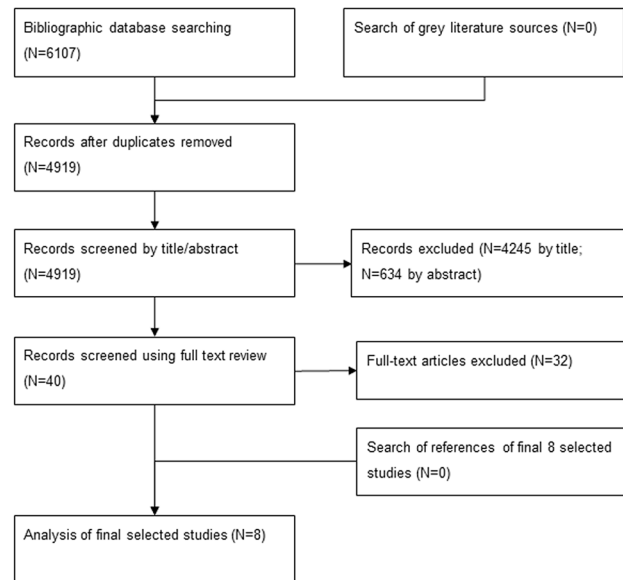 Bibliographic database searching
(N=6107)
Search of grey literature sources (N=0)
Records after duplicates removed
(N=4919)
Records screened by title/abstract
(N=4919)
Records excluded (N=4245 by title;
N=634 by abstract)
Records screened using full text review
(N=40)
Full-text articles excluded (N=32)
Search of references of final 8 selected
studies (N=0)
Analysis of final selected studies (N=8)